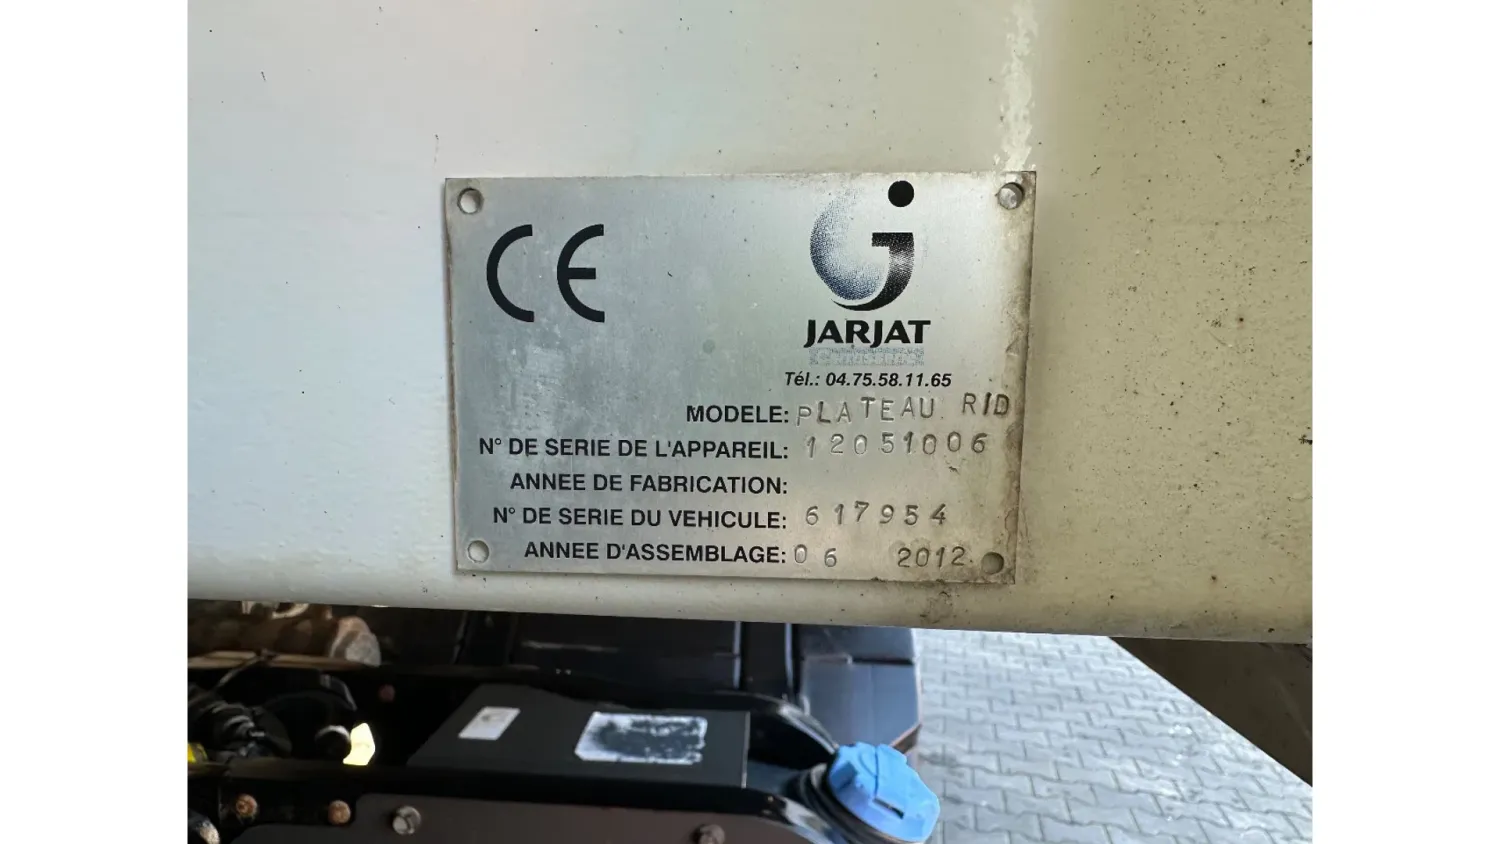 CE
JARJAT
Carrosserie
Tél.: 04.75.58.11.65
MODELE: PLATEAU RID
N° DE SERIE DE L'APPAREIL: 12051006
ANNEE DE FABRICATION:
N° DE SERIE DU VEHICULE: 617954
ANNEE D'ASSEMBLAGE: 06 2012